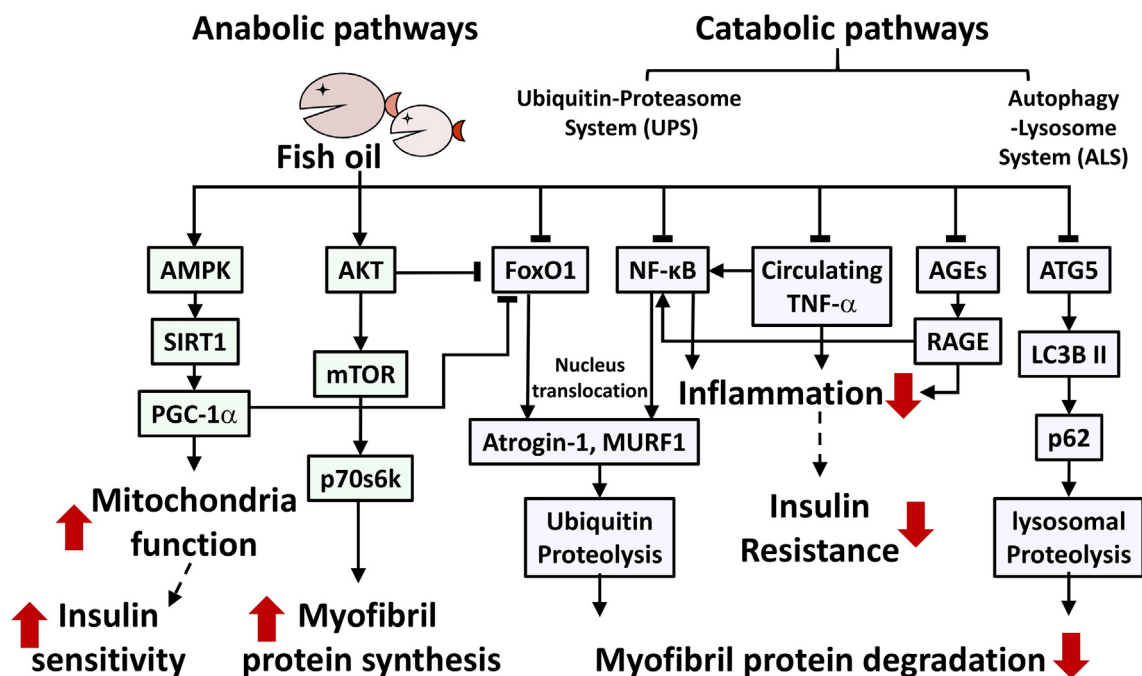 Anabolic pathways
Catabolic pathways
Ubiquitin-Proteasome
System (UPS)
Autophagy
-Lysosome
System (ALS)
Fish oil
AMPK
AKT
FoxO1
NF-κB
Circulating
TNF-α
AGEs
ATG5
SIRT1
mTOR
RAGE
LC3B II
Nucleus
translocation
PGC-1α
Inflammation
Atrogin-1, MURF1
p62
p70s6k
Mitochondria
function
Ubiquitin
Proteolysis
Insulin
Resistance
lysosomal
Proteolysis
Insulin
sensitivity
Myofibril
protein synthesis
Myofibril protein degradation